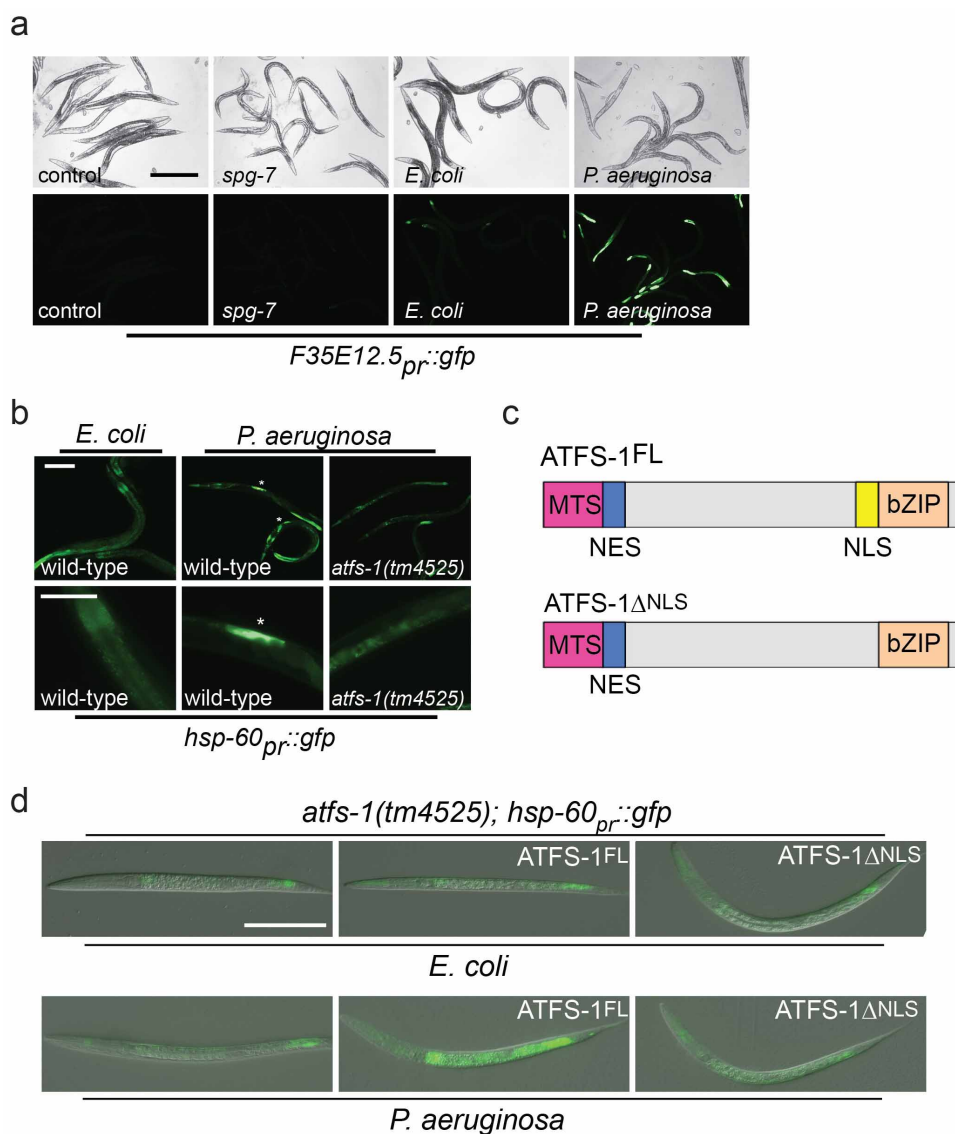 a
control
spg-7
E. coli
P. aeruginosa
control
spg-7
E. coli
P. aeruginosa
F35E12.5pr::gfp
b
E. coli
P. aeruginosa
*
*
wild-type
wild-type
atfs-1(tm4525)
*
wild-type
wild-type
atfs-1(tm4525)
hsp-60pr::gfp
c
ATFS-1FL
MTS
bZIP
NES
NLS
ATFS-1ΔNLS
MTS
bZIP
NES
d
atfs-1(tm4525); hsp-60pr::gfp
ATFS-1FL
ATFS-1ΔNLS
E. coli
ATFS-1FL
ATFS-1ΔNLS
P. aeruginosa